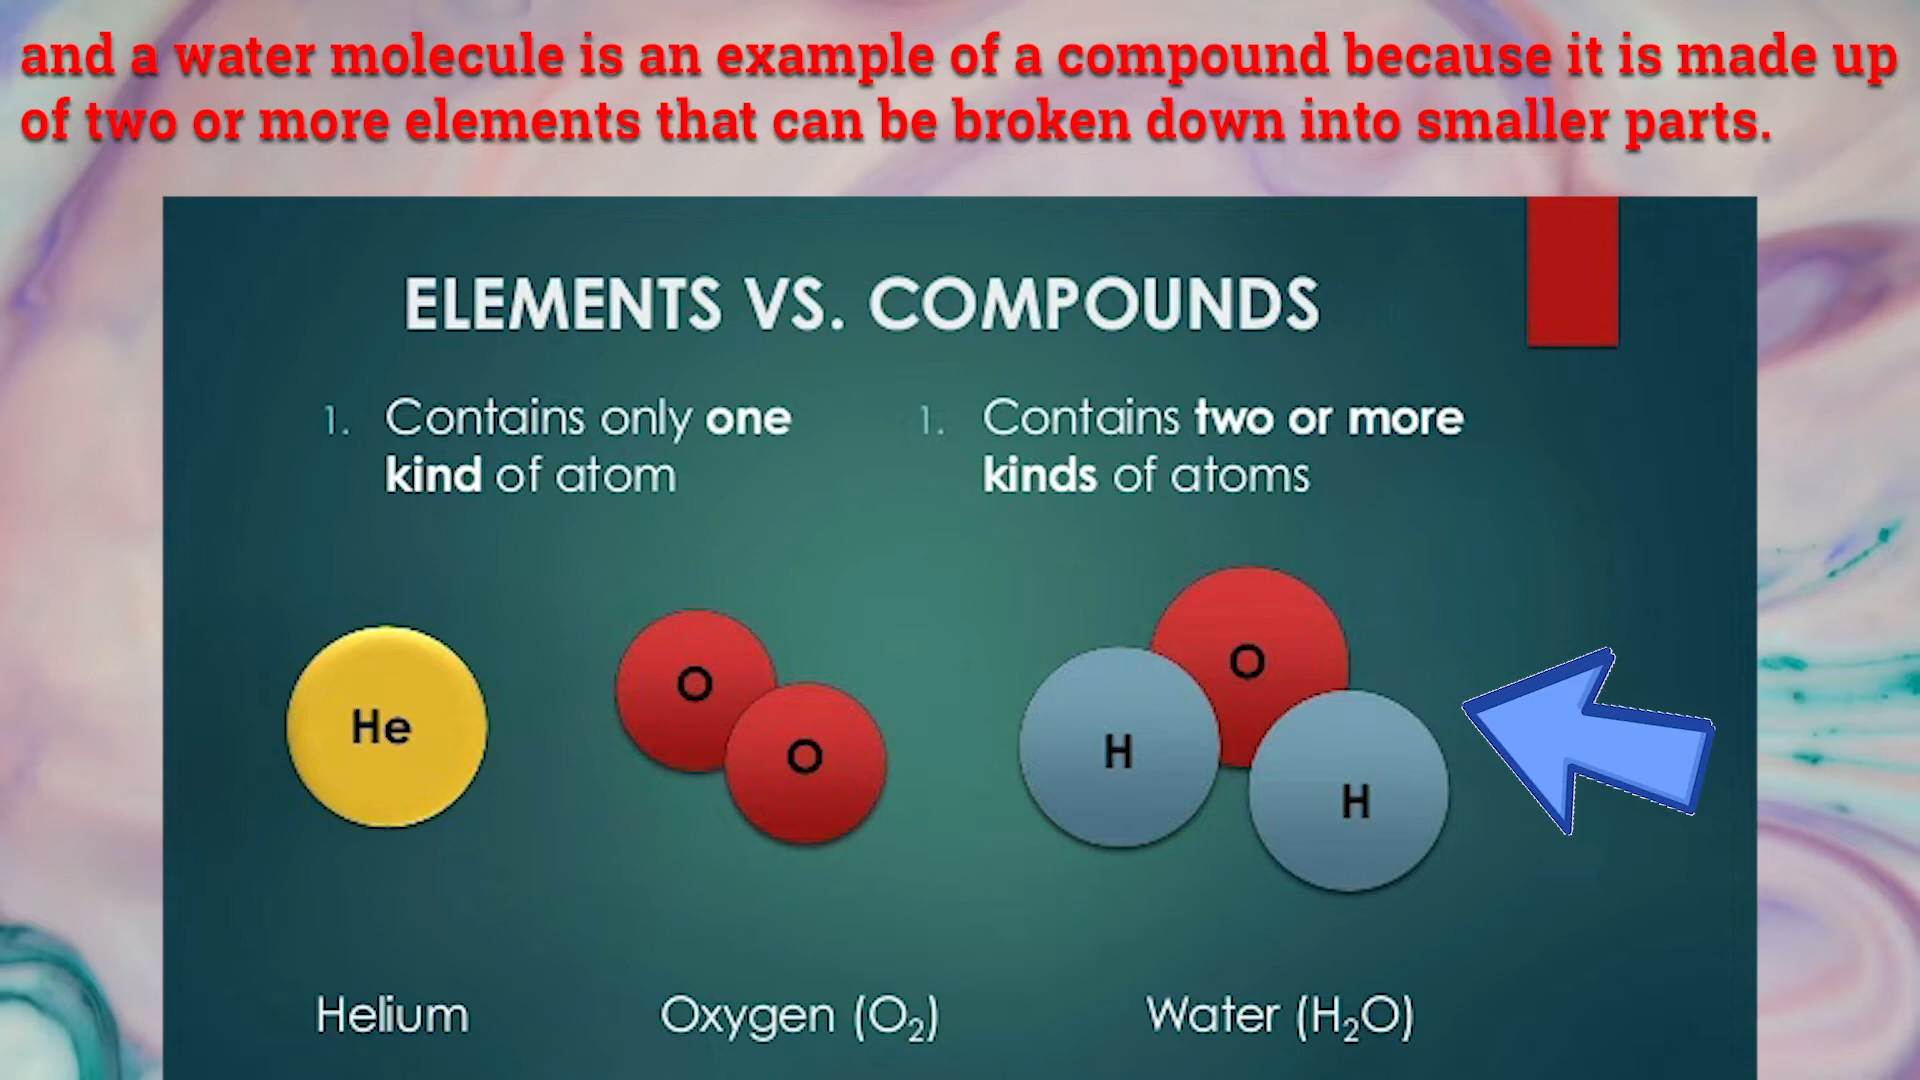 and a water molecule is an example of a compound because it is made up
of two or more elements that can be broken down into smaller parts.
ELEMENTS VS. COMPOUNDS
1. Contains only one
kind of atom
1. Contains two or more
kinds of atoms
He
O
O
O
H
H
Helium
Oxygen (O₂)
Water (H₂O)